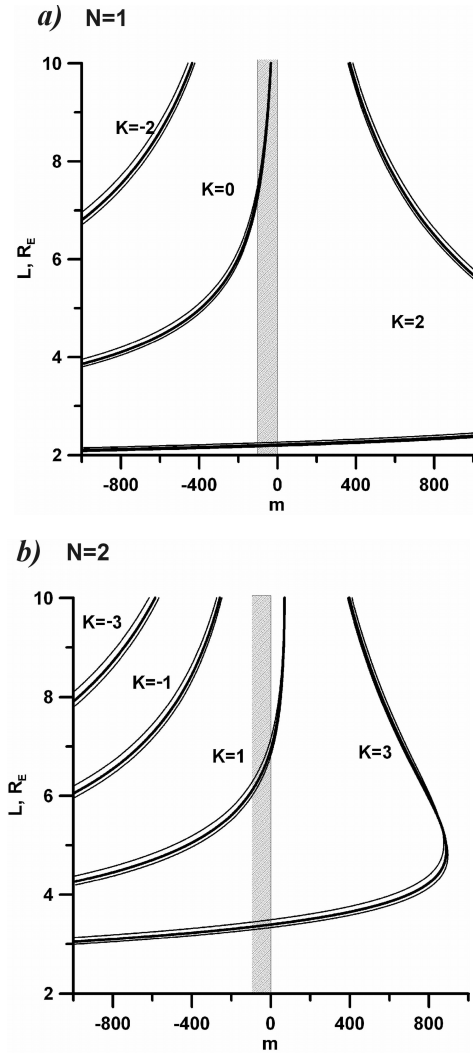 a) N=1
10
K=-2
8
K=0
L, R_E
6
K=2
4
2
-800 -400 0 400 800
m
b) N=2
10
K=-3
K=-1
8
K=1
K=3
L, R_E
6
4
2
-800 -400 0 400 800
m